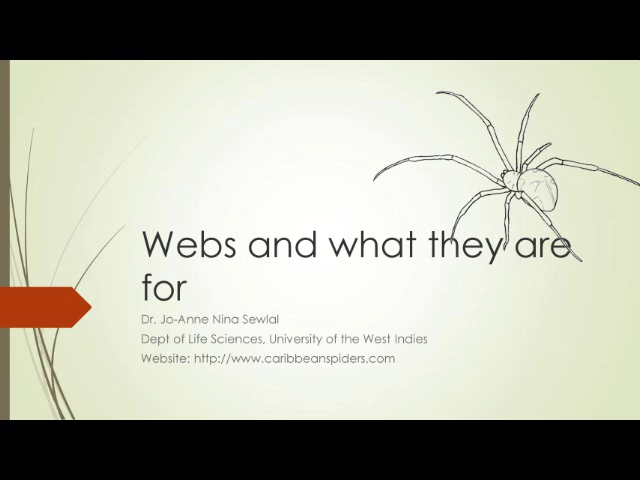 Webs and what they are
for
Dr. Jo-Anne Nina Sewlal
Dept of Life Sciences, University of the West Indies
Website: http://www.caribbeanspiders.com